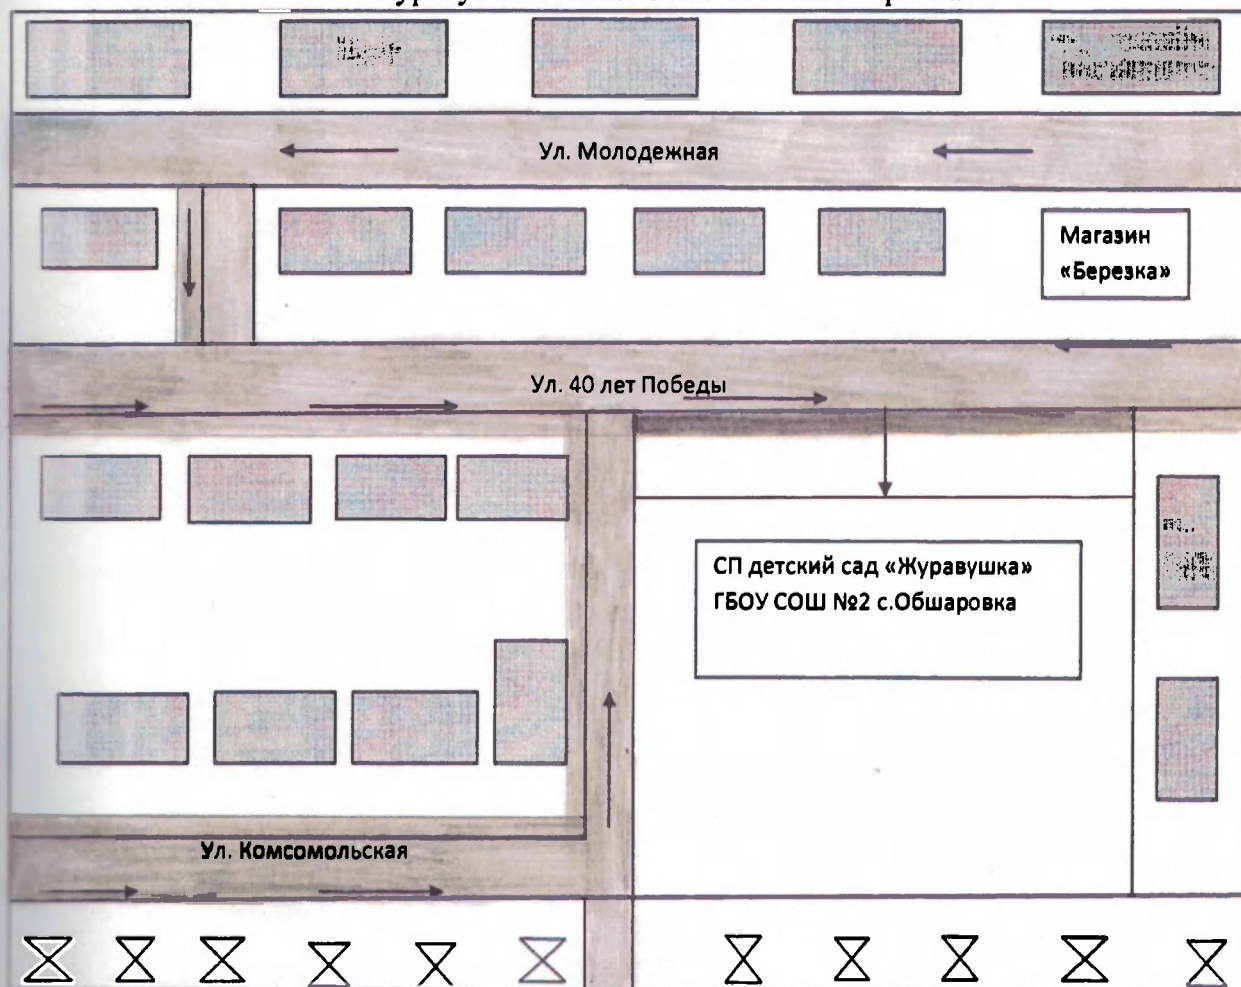 Ул. Молодежная
Магазин
«Березка»
Ул. 40 лет Победы
СП детский сад «Журавушка»
ГБОУ СОШ №2 с.Обшаровка
Ул. Комсомольская